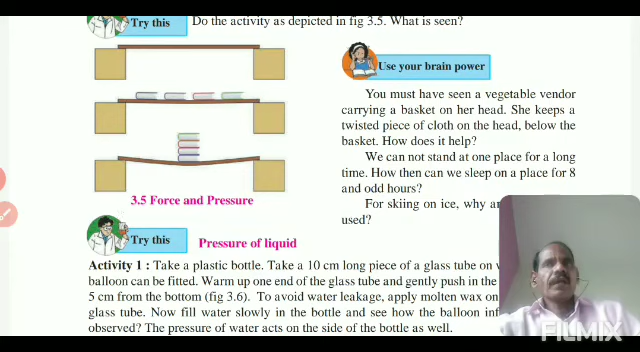 Try this
Do the activity as depicted in fig 3.5. What is seen?
Use your brain power
You must have seen a vegetable vendor
carrying a basket on her head. She keeps a
twisted piece of cloth on the head, below the
basket. How does it help?
We can not stand at one place for a long
time. How then can we sleep on a place for 8
and odd hours?
For skiing on ice, why
used?
3.5 Force and Pressure
Try this
Pressure of liquid
Activity 1 : Take a plastic bottle. Take a 10 cm long piece of a glass tube on
balloon can be fitted. Warm up one end of the glass tube and gently push in the
5 cm from the bottom (fig 3.6). To avoid water leakage, apply molten wax on
glass tube. Now fill water slowly in the bottle and see how the balloon inf
observed? The pressure of water acts on the side of the bottle as well.
FILMIX